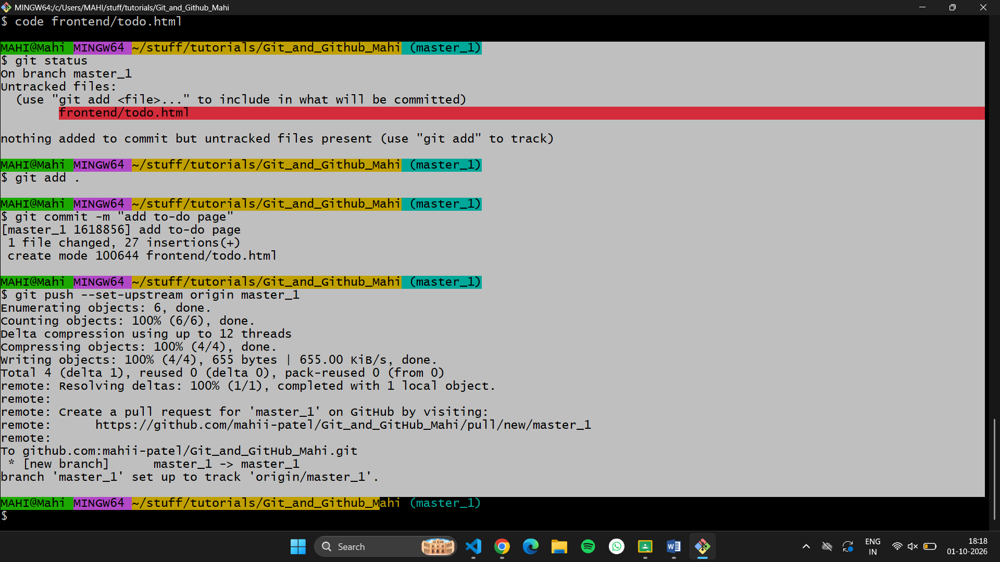 MINGW64:/c/Users/MAHI/stuff/tutorials/Git_and_Github_Mahi
$ code frontend/todo.html
MAHI@Mahi MINGW64 ~/stuff/tutorials/Git_and_Github_Mahi (master_1)
$ git status
On branch master_1
Untracked files:
  (use "git add <file>..." to include in what will be committed)
        frontend/todo.html
nothing added to commit but untracked files present (use "git add" to track)
MAHI@Mahi MINGW64 ~/stuff/tutorials/Git_and_Github_Mahi (master_1)
$ git add .
MAHI@Mahi MINGW64 ~/stuff/tutorials/Git_and_Github_Mahi (master_1)
$ git commit -m "add to-do page"
[master_1 1618856] add to-do page
 1 file changed, 27 insertions(+)
 create mode 100644 frontend/todo.html
MAHI@Mahi MINGW64 ~/stuff/tutorials/Git_and_Github_Mahi (master_1)
$ git push --set-upstream origin master_1
Enumerating objects: 6, done.
Counting objects: 100% (6/6), done.
Delta compression using up to 12 threads
Compressing objects: 100% (4/4), done.
Writing objects: 100% (4/4), 655 bytes | 655.00 KiB/s, done.
Total 4 (delta 1), reused 0 (delta 0), pack-reused 0 (from 0)
remote: Resolving deltas: 100% (1/1), completed with 1 local object.
remote:
remote: Create a pull request for 'master_1' on GitHub by visiting:
remote:      https://github.com/mahii-patel/Git_and_GitHub_Mahi/pull/new/master_1
remote:
To github.com:mahii-patel/Git_and_GitHub_Mahi.git
 * [new branch]      master_1 -> master_1
branch 'master_1' set up to track 'origin/master_1'.
MAHI@Mahi MINGW64 ~/stuff/tutorials/Git_and_Github_Mahi (master_1)
$
Search
W
ENG
IN
18:18
01-10-2026